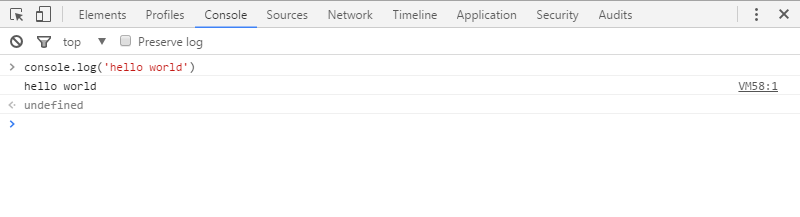 Elements Profiles Console Sources Network Timeline Application Security Audits
top Preserve log
console.log('hello world')
hello world VM58:1
undefined